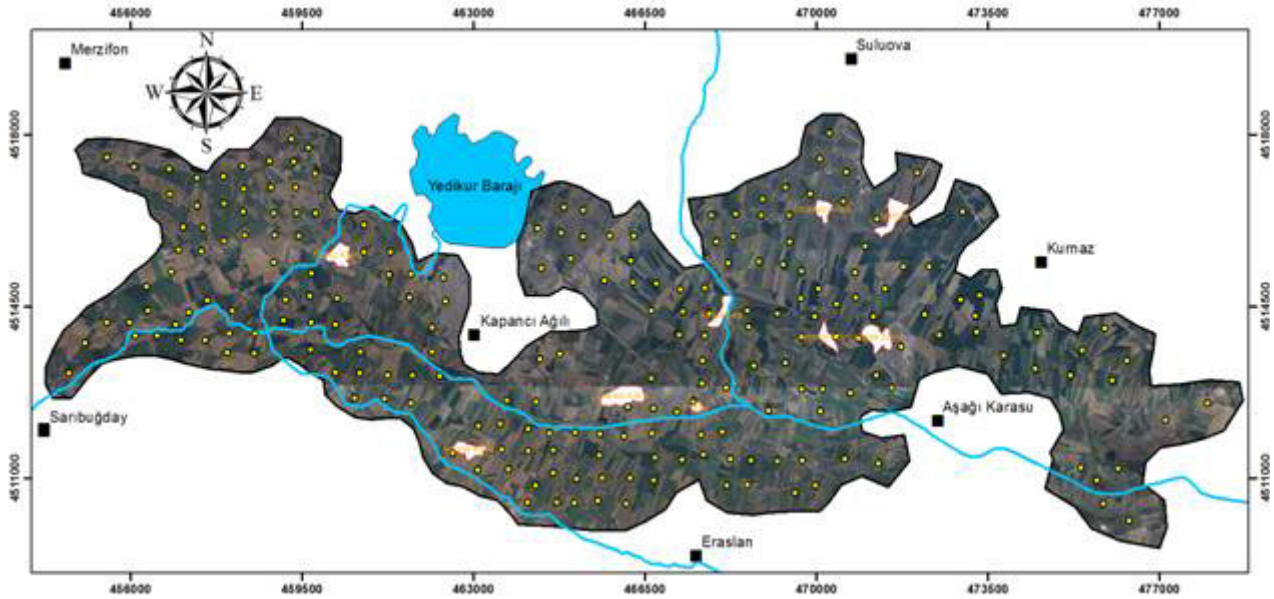 456000 459500 463000 466500 470000 473500 477000
Merzifon
Suluova
N
W E
S
4518000 4518000
Yedikur Barajı
Kurnaz
4514500 4514500
Kapancı Ağılı
Sarıbuğday
Aşağı Karasu
4511000 4511000
Eraslan
456000 459500 463000 466500 470000 473500 477000